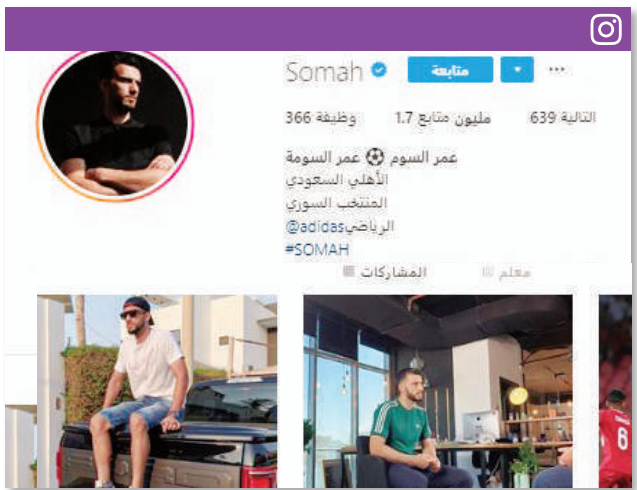 Somah متابعة
366 وظيفة 1.7 مليون متابع 639 التالية
عمر السوم ⚽ عمر السومة
الأهلي السعودي
المنتخب السوري
الرياضي@adidas
#SOMAH
المشاركات معلم
6